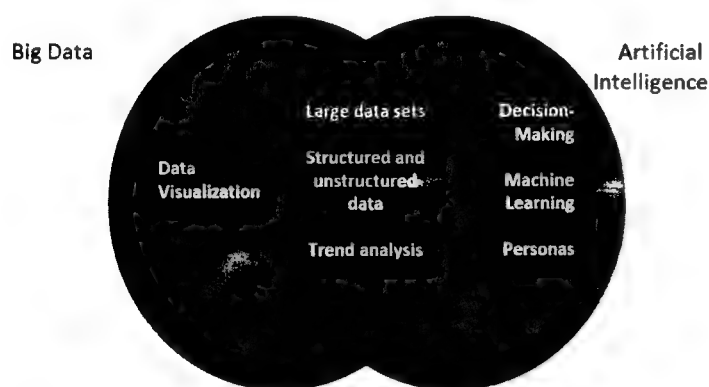 Big Data
Artificial
Intelligence
Large data sets
Decision-
Making
Structured and
unstructured
data
Data
Visualization
Machine
Learning
Trend analysis
Personas